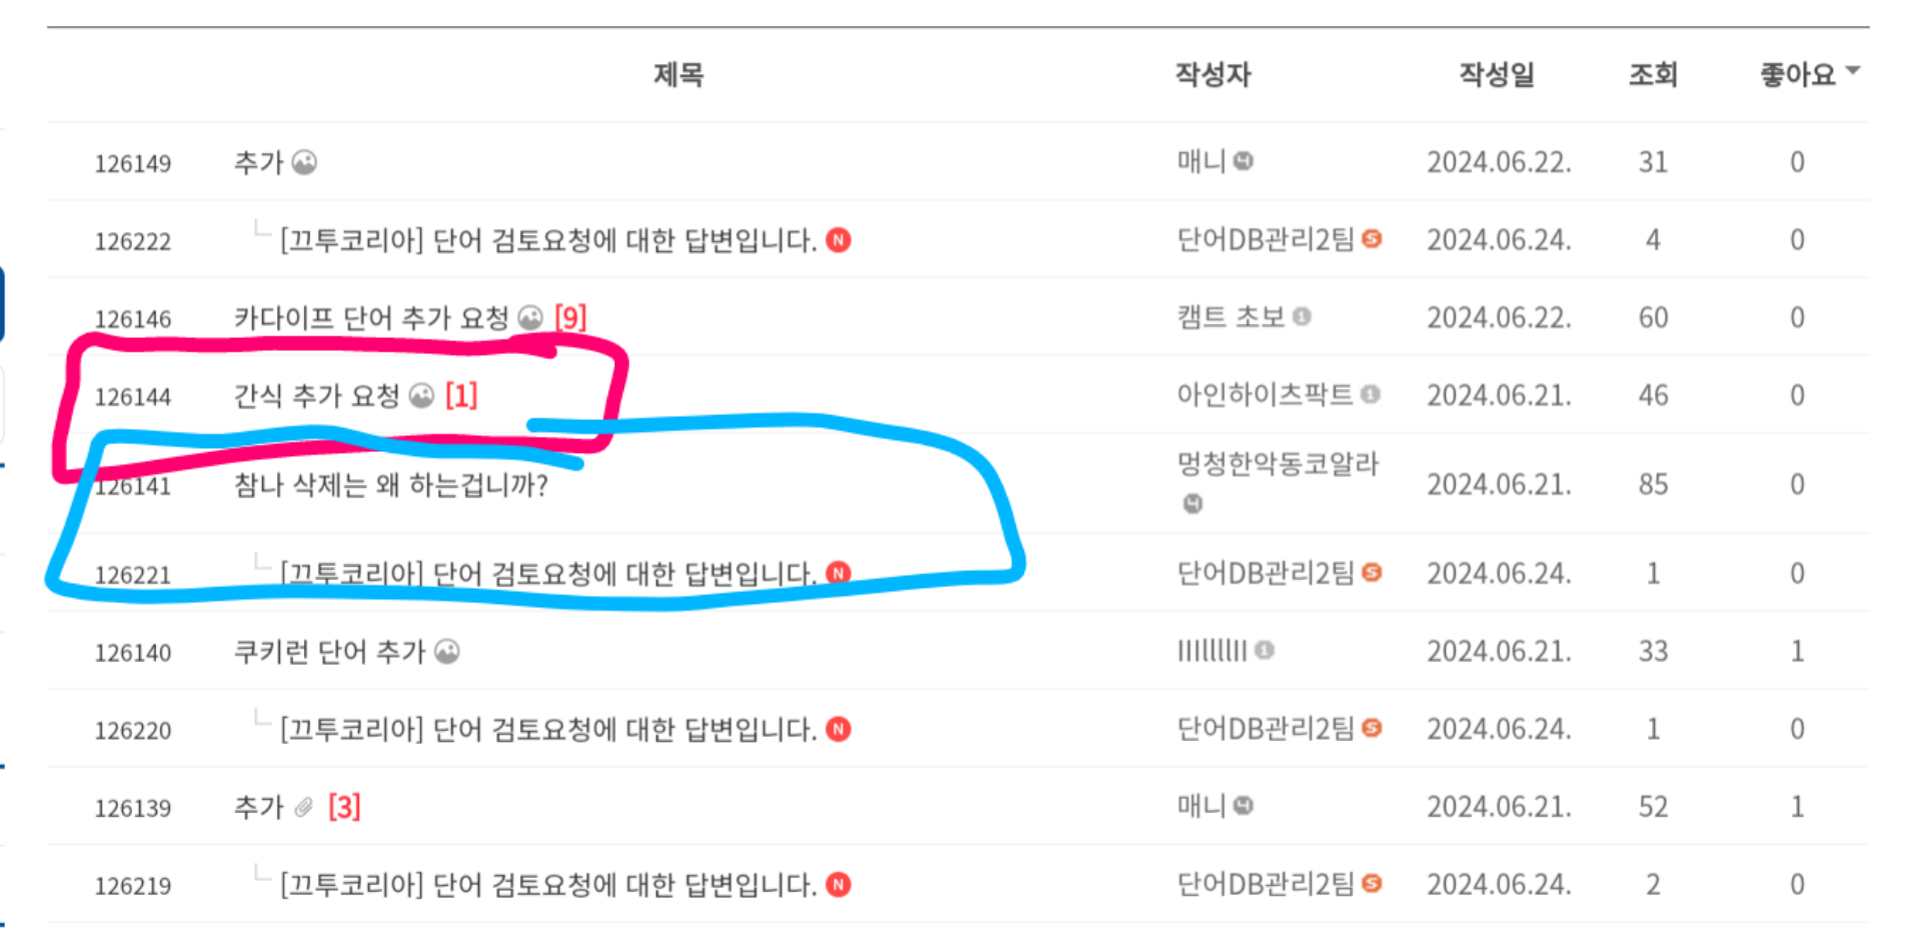 제목 작성자 작성일 조회 좋아요
126149 추가 매니 4 2024.06.22. 31 0
126222 [끄투코리아] 단어 검토요청에 대한 답변입니다. N 단어DB관리2팀 S 2024.06.24. 4 0
126146 카다이프 단어 추가 요청 [9] 캠트 초보 1 2024.06.22. 60 0
126144 간식 추가 요청 [1] 아인하이츠팍트 1 2024.06.21. 46 0
126141 참나 삭제는 왜 하는겁니까? 멍청한악동코알라 4 2024.06.21. 85 0
126221 [끄투코리아] 단어 검토요청에 대한 답변입니다. N 단어DB관리2팀 S 2024.06.24. 1 0
126140 쿠키런 단어 추가 1 2024.06.21. 33 1
126220 [끄투코리아] 단어 검토요청에 대한 답변입니다. N 단어DB관리2팀 S 2024.06.24. 1 0
126139 추가 [3] 매니 4 2024.06.21. 52 1
126219 [끄투코리아] 단어 검토요청에 대한 답변입니다. N 단어DB관리2팀 S 2024.06.24. 2 0